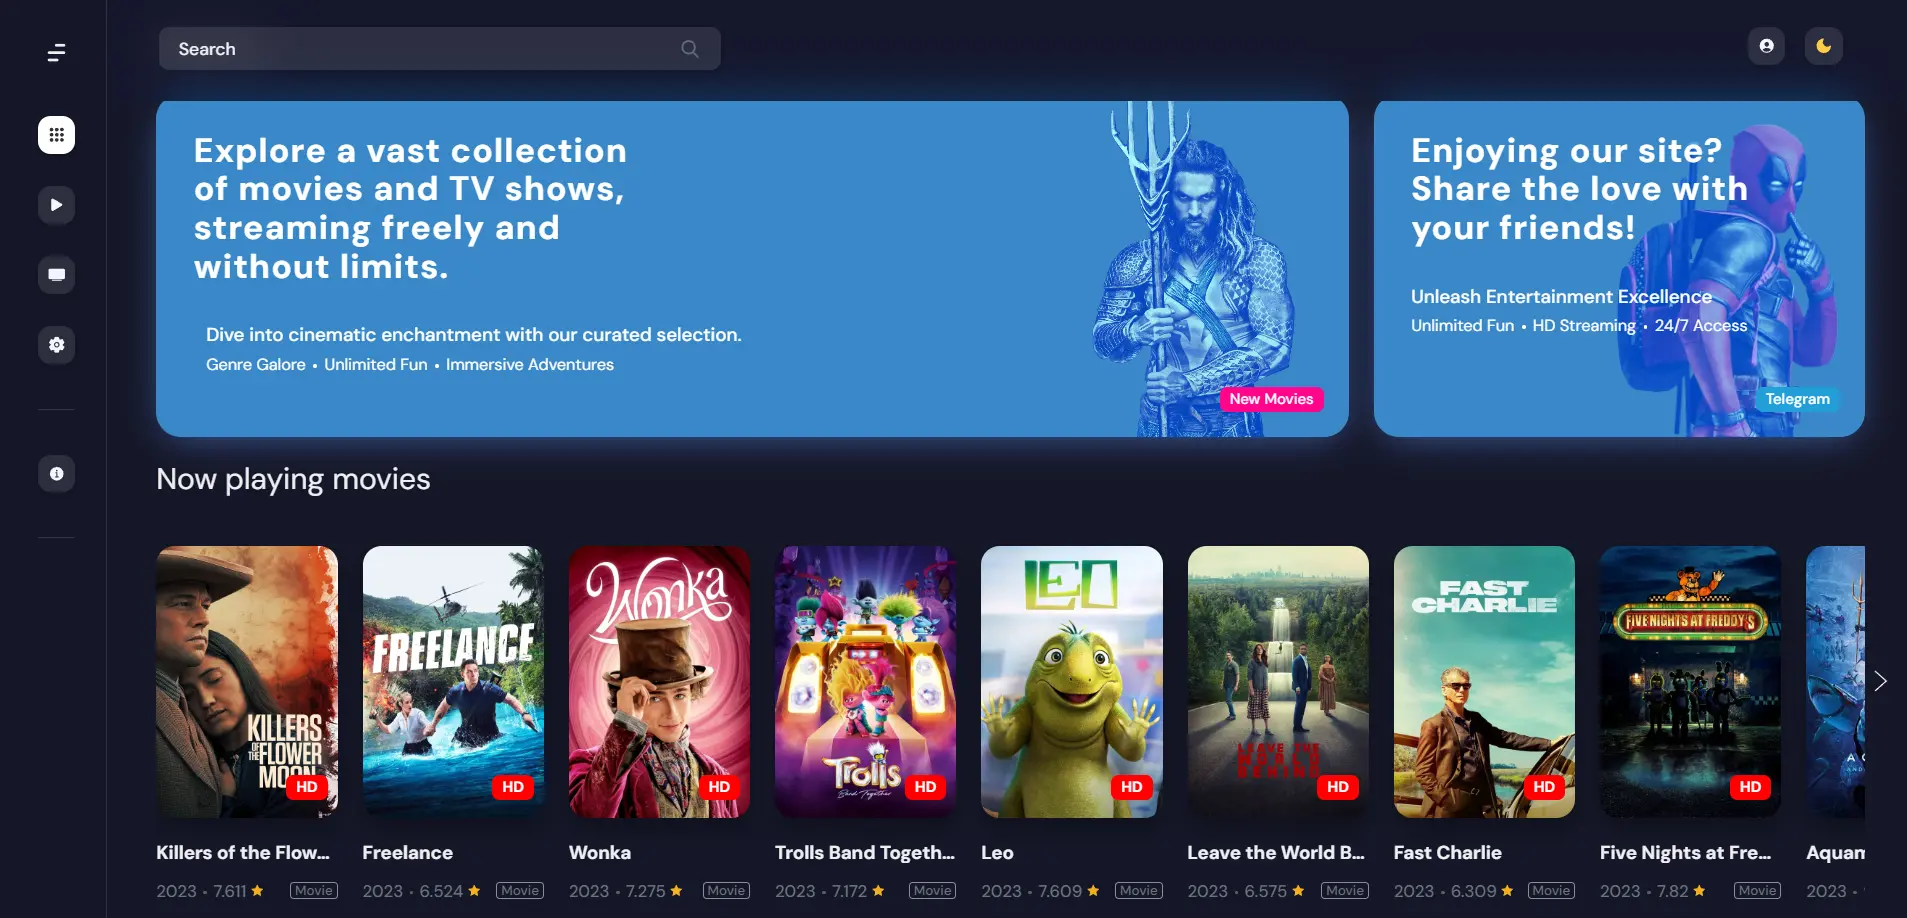 Search
Explore a vast collection
of movies and TV shows,
streaming freely and
without limits.
Dive into cinematic enchantment with our curated selection.
Genre Galore • Unlimited Fun • Immersive Adventures
New Movies
Enjoying our site?
Share the love with
your friends!
Unleash Entertainment Excellence
Unlimited Fun • HD Streaming • 24/7 Access
Telegram
Now playing movies
KILLERS
OF THE FLOWER
MOON
HD
FREELANCE
HD
Wonka
HD
Trolls
Band Together
HD
LEO
HD
LEAVE THE
WORLD
BEHIND
HD
FAST
CHARLIE
HD
FIVE NIGHTS AT FREDDY'S
HD
Killers of the Flow...
Freelance
Wonka
Trolls Band Togeth...
Leo
Leave the World B...
Fast Charlie
Five Nights at Fre...
Aquam
2023 • 7.611 Movie
2023 • 6.524 Movie
2023 • 7.275 Movie
2023 • 7.172 Movie
2023 • 7.609 Movie
2023 • 6.575 Movie
2023 • 6.309 Movie
2023 • 7.82 Movie
2023 •